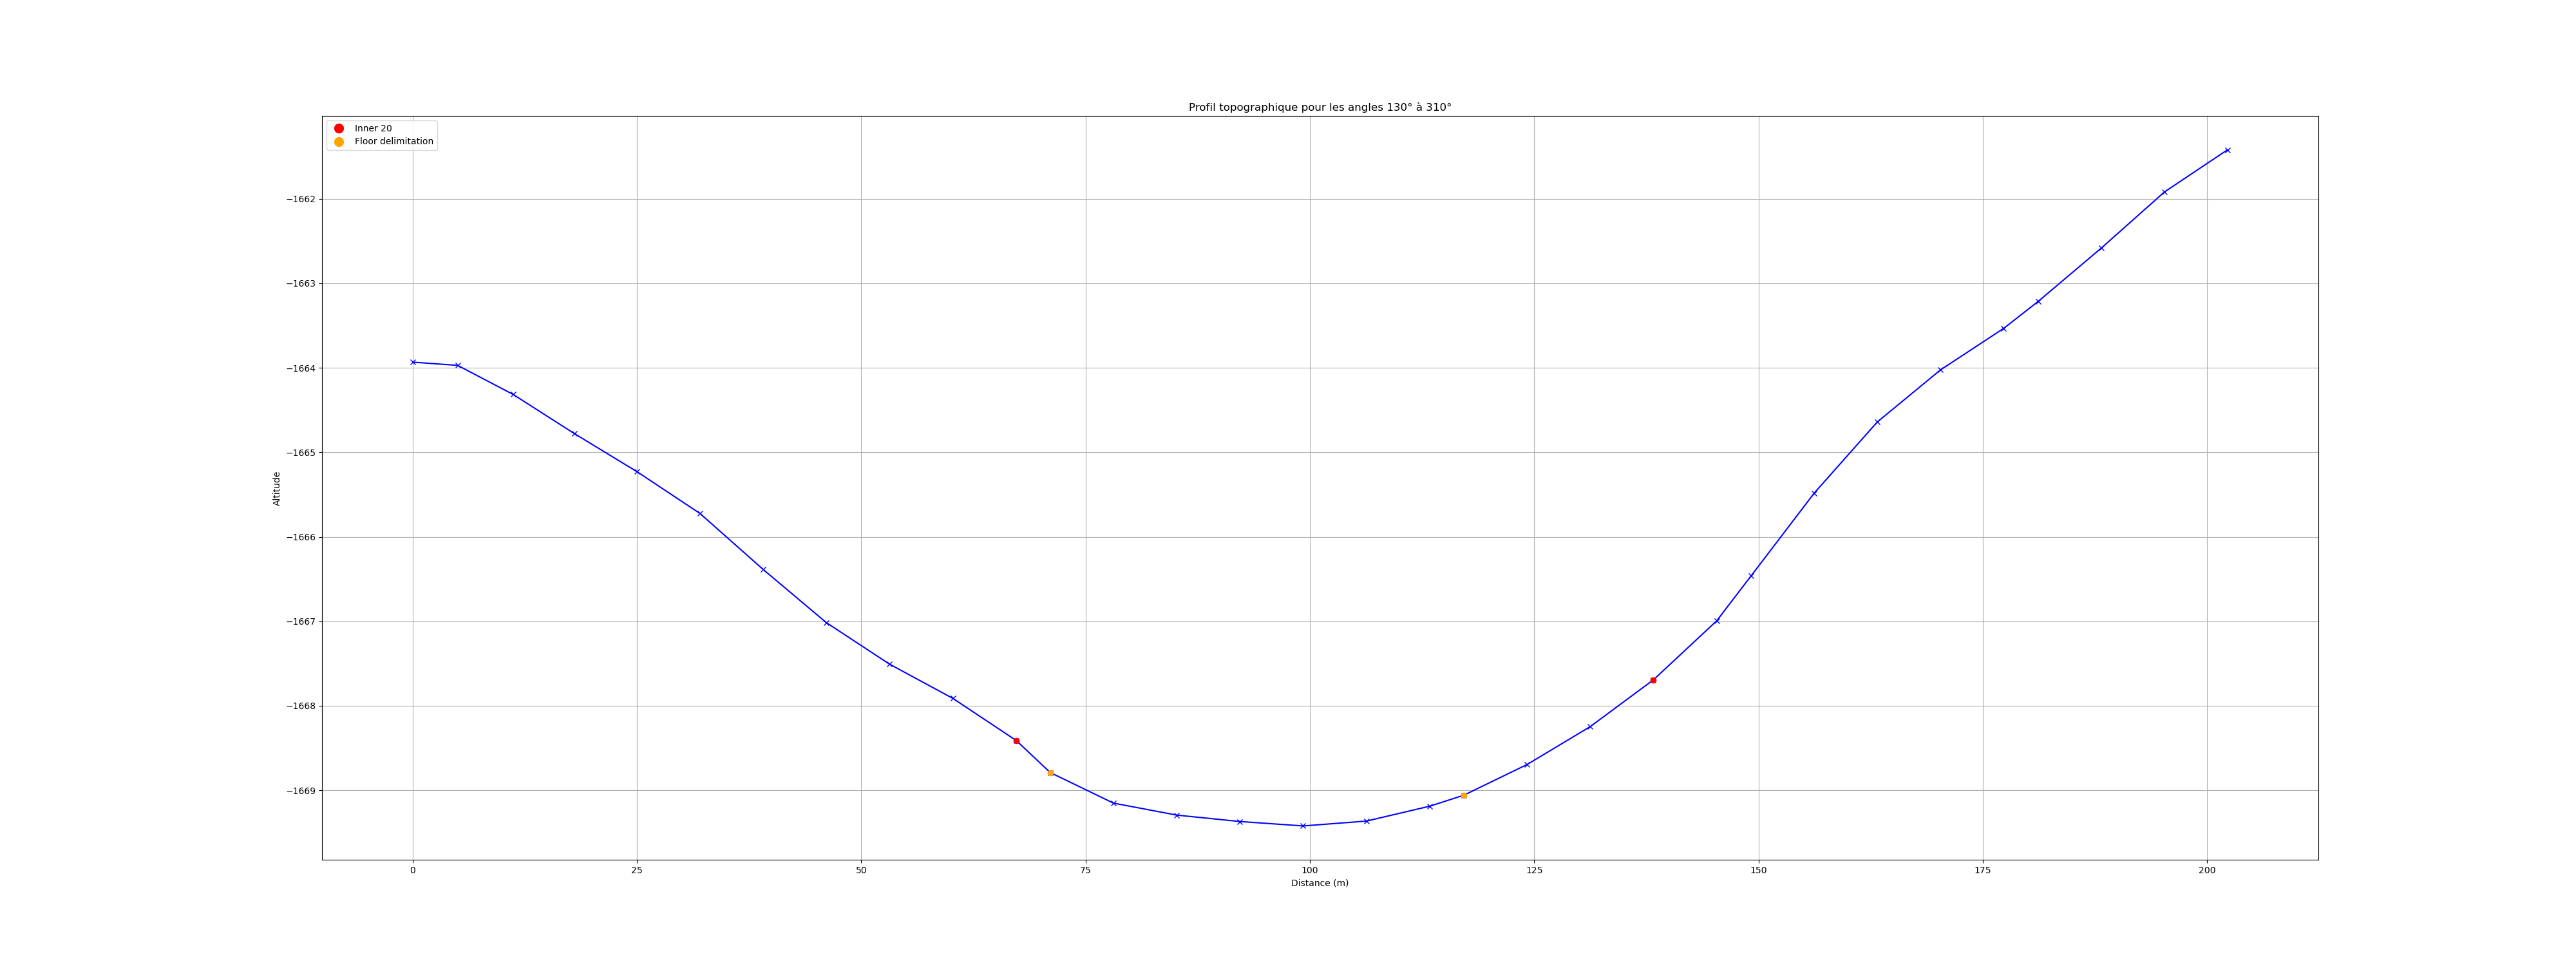 Profil topographique pour les angles 130° à 310°
Inner 20
Floor delimitation
Altitude
−1662
−1663
−1664
−1665
−1666
−1667
−1668
−1669
0 25 50 75 100 125 150 175 200
Distance (m)